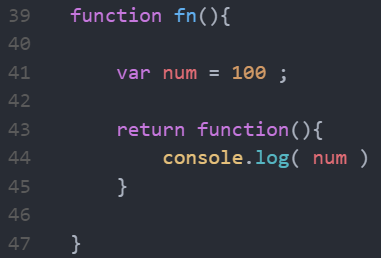 39 function fn(){
40
41     var num = 100 ;
42
43     return function(){
44         console.log( num )
45     }
46
47 }